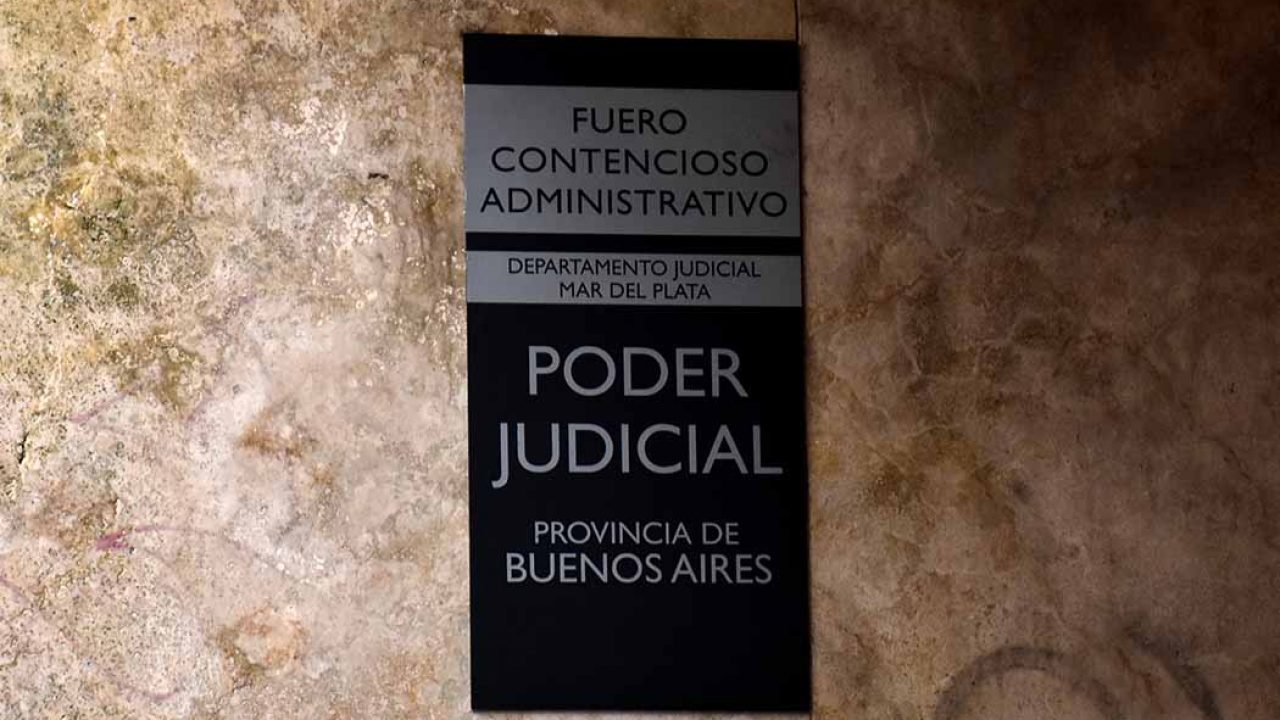 FUERO
CONTENCIOSO
ADMINISTRATIVO
DEPARTAMENTO JUDICIAL
MAR DEL PLATA
PODER
JUDICIAL
PROVINCIA DE
BUENOS AIRES